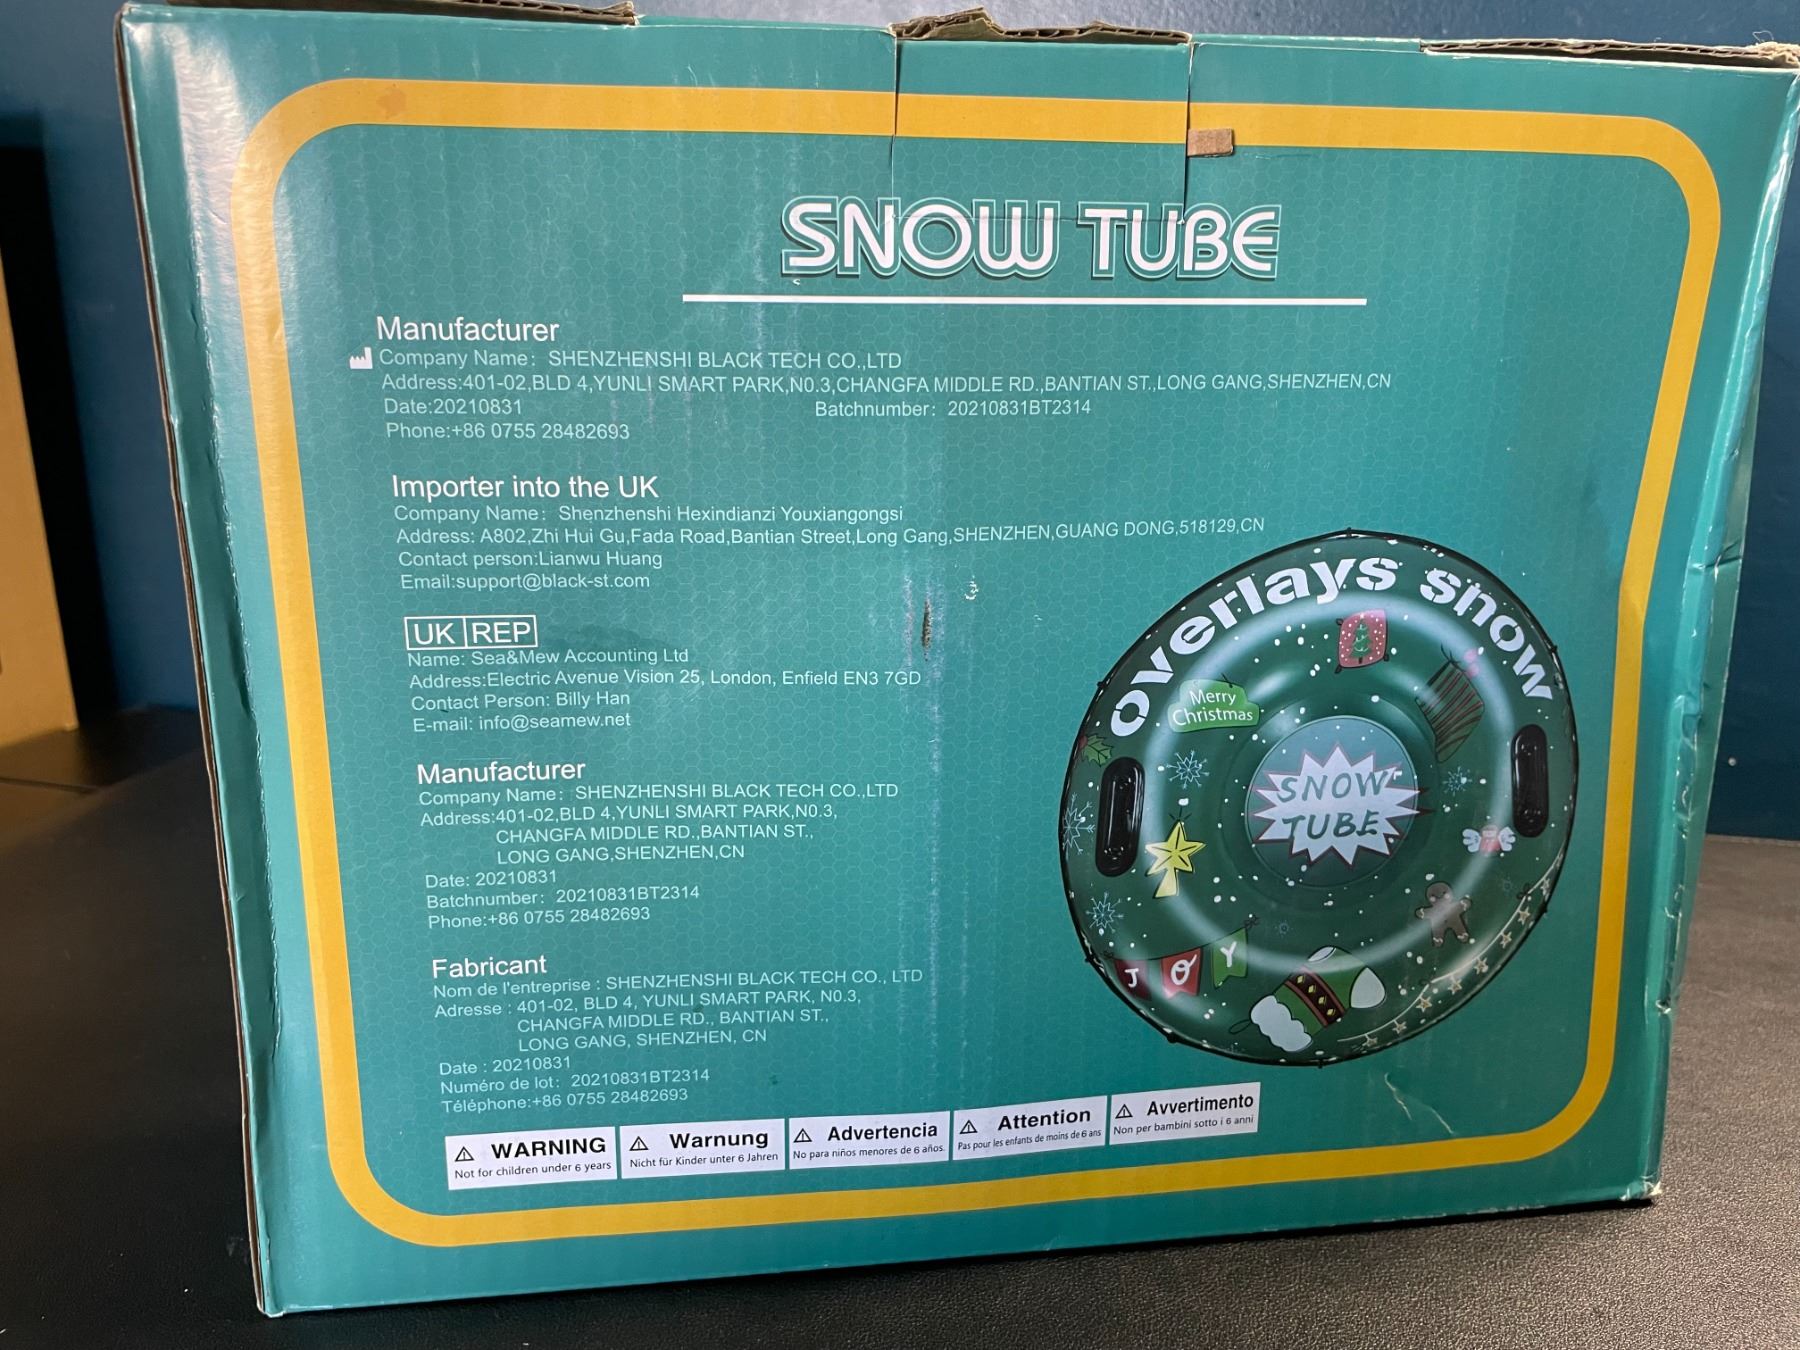 SNOW TUBE
Manufacturer
Company Name: SHENZHENSHI BLACK TECH CO.,LTD
Address:401-02,BLD 4,YUNLI SMART PARK,N0.3,CHANGFA MIDDLE RD.,BANTIAN ST.,LONG GANG,SHENZHEN,CN
Date:20210831 Batchnumber: 20210831BT2314
Phone:+86 0755 28482693
Importer into the UK
Company Name: Shenzhenshi Hexindianzi Youxiangongsi
Address: A802,Zhi Hui Gu,Fada Road,Bantian Street,Long Gang,SHENZHEN,GUANG DONG,518129,CN
Contact person:Lianwu Huang
Email:support@black-st.com
UK REP
Name: Sea&Mew Accounting Ltd
Address:Electric Avenue Vision 25, London, Enfield EN3 7GD
Contact Person: Billy Han
E-mail: info@seamew.net
Manufacturer
Company Name: SHENZHENSHI BLACK TECH CO.,LTD
Address:401-02,BLD 4,YUNLI SMART PARK,N0.3,
CHANGFA MIDDLE RD.,BANTIAN ST.,
LONG GANG,SHENZHEN,CN
Date: 20210831
Batchnumber: 20210831BT2314
Phone:+86 0755 28482693
Fabricant
Nom de l'entreprise : SHENZHENSHI BLACK TECH CO., LTD
Adresse : 401-02, BLD 4, YUNLI SMART PARK, N0.3,
CHANGFA MIDDLE RD., BANTIAN ST.,
LONG GANG, SHENZHEN, CN
Date : 20210831
Numéro de lot: 20210831BT2314
Téléphone:+86 0755 28482693
overlays snow
Merry
Christmas
SNOW
TUBE
JOY
⚠ WARNING
Not for children under 6 years
⚠ Warnung
Nicht für Kinder unter 6 Jahren
⚠ Advertencia
No para niños menores de 6 años.
⚠ Attention
Pas pour les enfants de moins de 6 ans
⚠ Avvertimento
Non per bambini sotto i 6 anni